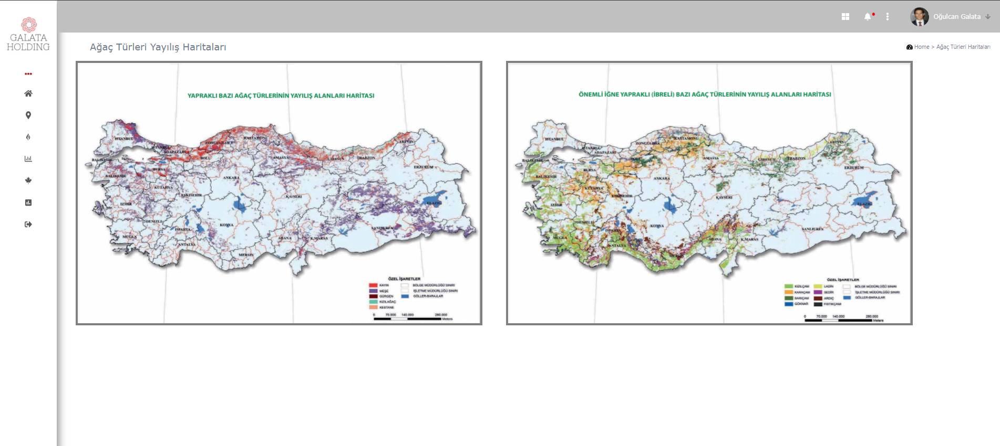 GALATA
HOLDING
Oğulcan Galata
Ağaç Türleri Yayılış Haritaları
Home > Ağaç Türleri Haritaları
YAPRAKLI BAZI AĞAÇ TÜRLERİNİN YAYILIŞ ALANLARI HARİTASI
İSTANBUL
İSTANBUL
ADAPAZARI
ZONGULDAK
KASTAMONU
BOLU
AMASYA
GİRESUN
TRABZON
ARTVİN
BALIKESİR
BALIKESİR
BURSA
ERZURUM
ANKARA
KÜTAHYA
ESKİŞEHİR
KAYSERİ
İZMİR
ELAZIĞ
DENİZLİ
KONYA
ISPARTA
ŞANLIURFA
MUĞLA
ANTALYA
ADANA
K.MARAŞ
MERSİN
ÖZEL İŞARETLER
KAYIN
BÖLGE MÜDÜRLÜĞÜ SINIRI
MEŞE
İŞLETME MÜDÜRLÜĞÜ SINIRI
GÜRGEN
GÖLLER-BARAJLAR
KIZILAĞAÇ
KESTANE
0 70.000 140.000 280.000
Meters
ÖNEMLİ İĞNE YAPRAKLI (İBRELİ) BAZI AĞAÇ TÜRLERİNİN YAYILIŞ ALANLARI HARİTASI
İSTANBUL
İSTANBUL
ADAPAZARI
ZONGULDAK
KASTAMONU
BOLU
AMASYA
GİRESUN
TRABZON
ARTVİN
BALIKESİR
BALIKESİR
BURSA
ERZURUM
ANKARA
KÜTAHYA
ESKİŞEHİR
KAYSERİ
İZMİR
ELAZIĞ
DENİZLİ
KONYA
ISPARTA
ŞANLIURFA
MUĞLA
ANTALYA
ADANA
K.MARAŞ
MERSİN
ÖZEL İŞARETLER
KIZILÇAM
LADİN
BÖLGE MÜDÜRLÜĞÜ SINIRI
KARAÇAM
SEDİR
İŞLETME MÜDÜRLÜĞÜ SINIRI
SARIÇAM
ARDIÇ
GÖLLER-BARAJLAR
GÖKNAR
FISTIKÇAMI
0 70.000 140.000 280.000
Meters